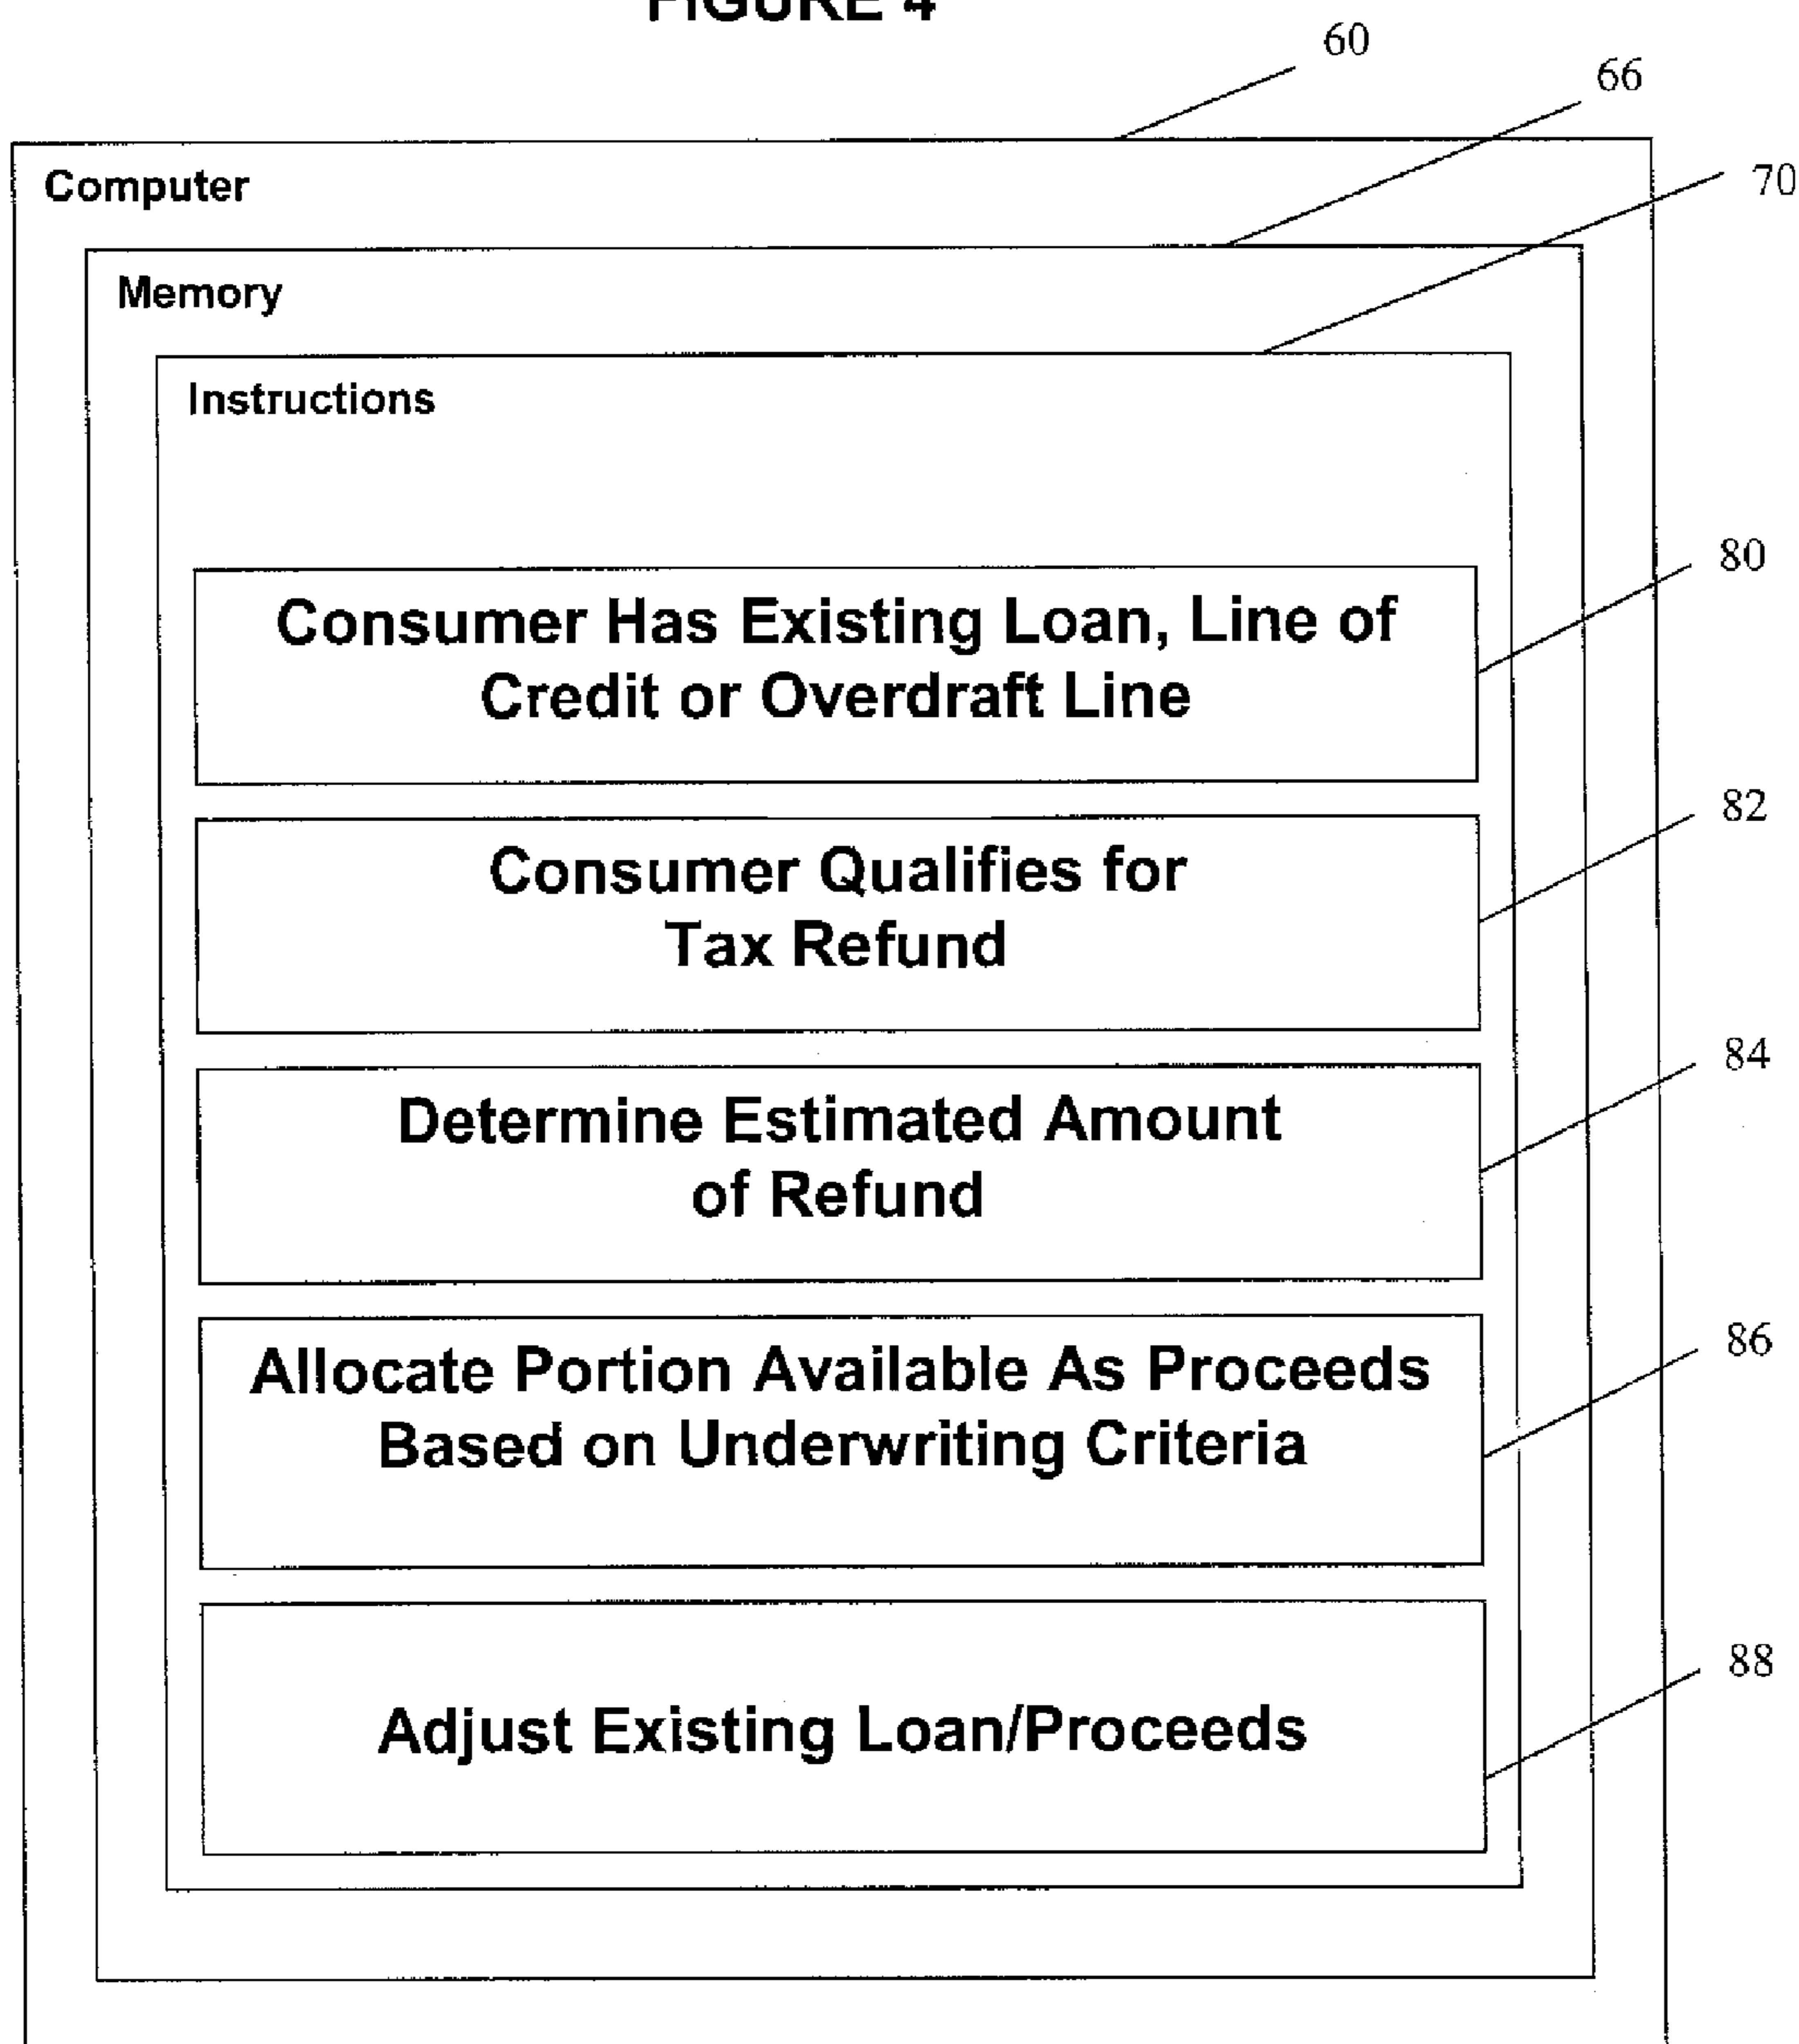 FIGURE 4
60
66
Computer
70
Memory
Instructions
80
Consumer Has Existing Loan, Line of
Credit or Overdraft Line
82
Consumer Qualifies for
Tax Refund
84
Determine Estimated Amount
of Refund
86
Allocate Portion Available As Proceeds
Based on Underwriting Criteria
88
Adjust Existing Loan/Proceeds